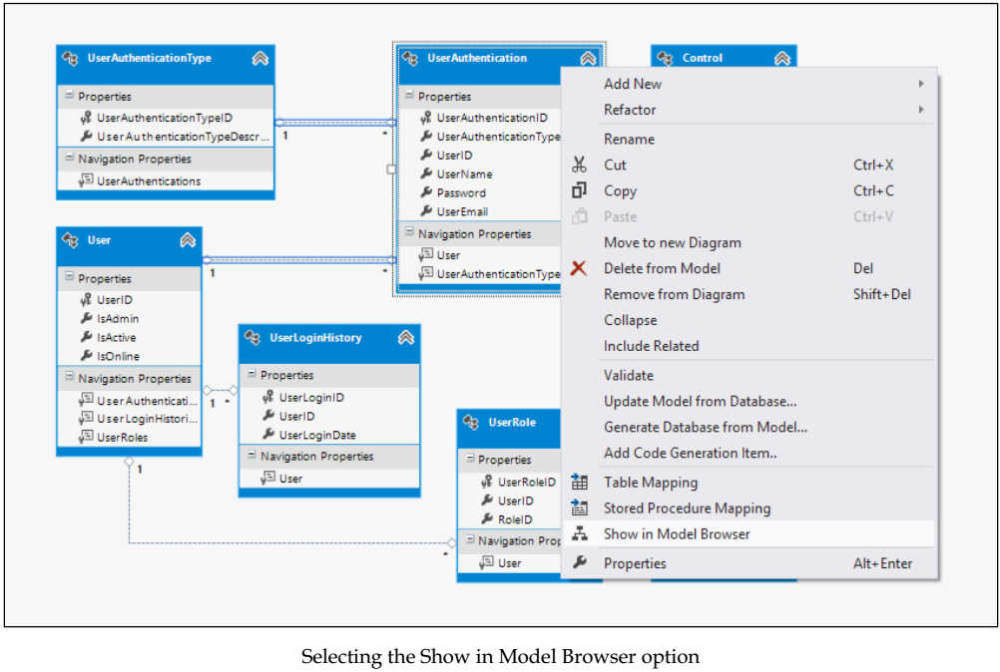 UserAuthenticationType
Properties
UserAuthenticationTypeID
UserAuthenticationTypeDescr...
Navigation Properties
UserAuthentications
1
*
UserAuthentication
Properties
UserAuthenticationID
UserAuthenticationType
UserID
UserName
Password
UserEmail
Navigation Properties
User
UserAuthenticationType
Control
User
Properties
UserID
IsAdmin
IsActive
IsOnline
Navigation Properties
UserAuthenticati...
UserLoginHistori...
UserRoles
1
*
1 *
1
*
UserLoginHistory
Properties
UserLoginID
UserID
UserLoginDate
Navigation Properties
User
UserRole
Properties
UserRoleID
UserID
RoleID
Navigation Prop
User
Add New
Refactor
Rename
Cut Ctrl+X
Copy Ctrl+C
Paste Ctrl+V
Move to new Diagram
Delete from Model Del
Remove from Diagram Shift+Del
Collapse
Include Related
Validate
Update Model from Database...
Generate Database from Model...
Add Code Generation Item..
Table Mapping
Stored Procedure Mapping
Show in Model Browser
Properties Alt+Enter
Selecting the Show in Model Browser option